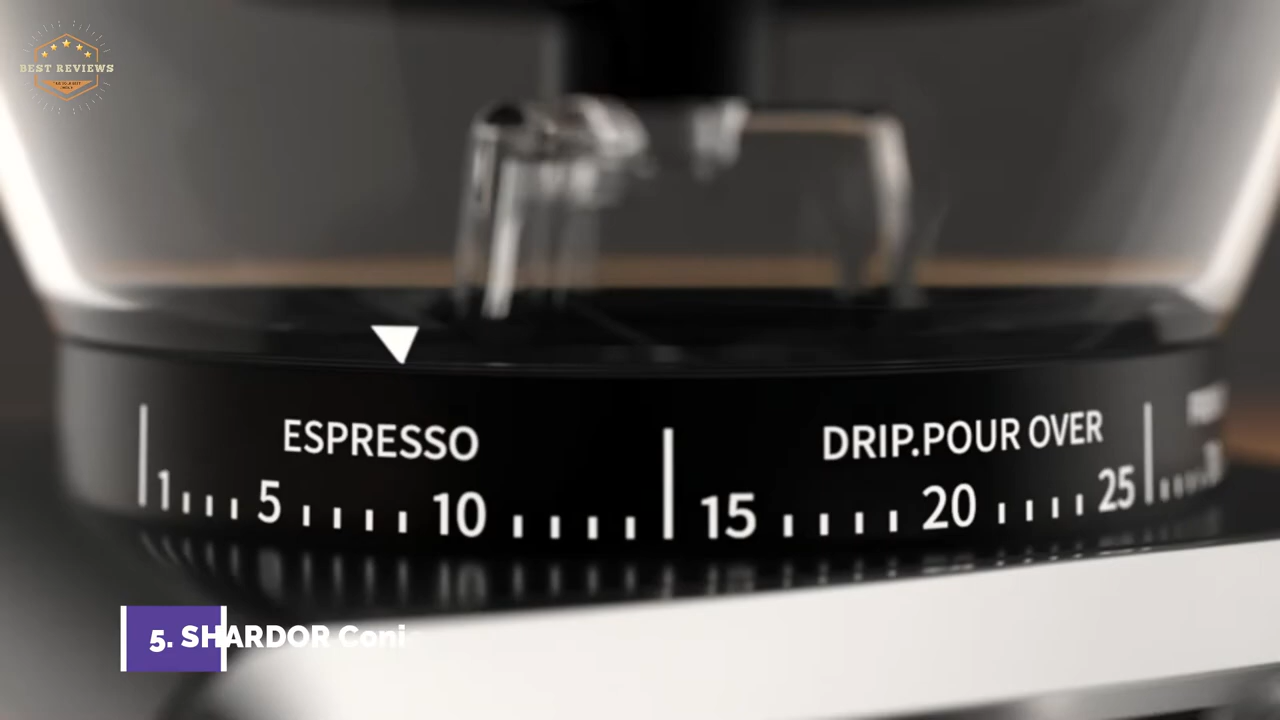 BEST REVIEWS
ESPRESSO
DRIP.POUR OVER
1 5 10 15 20 25
5. SHARDOR Coni